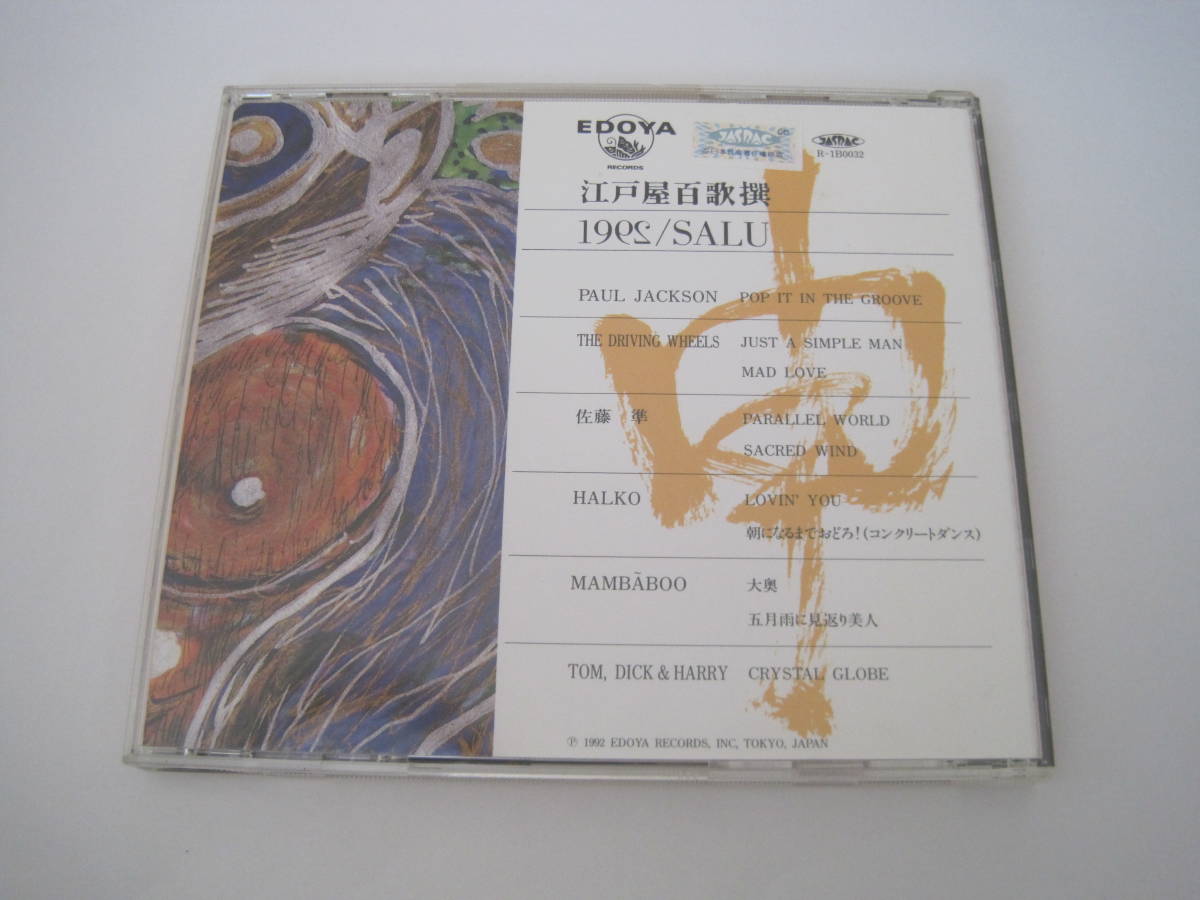 EDOYA
RECORDS
JASRAC
JASRAC
R-1B0032
江戸屋百歌撰
1992/SALU
申
PAUL JACKSON POP IT IN THE GROOVE
THE DRIVING WHEELS JUST A SIMPLE MAN
MAD LOVE
佐藤 準 PARALLEL WORLD
SACRED WIND
HALKO LOVIN' YOU
朝になるまでおどろ!(コンクリートダンス)
MAMBÃBOO 大奥
五月雨に見返り美人
TOM, DICK & HARRY CRYSTAL GLOBE
Ⓟ 1992 EDOYA RECORDS, INC, TOKYO, JAPAN